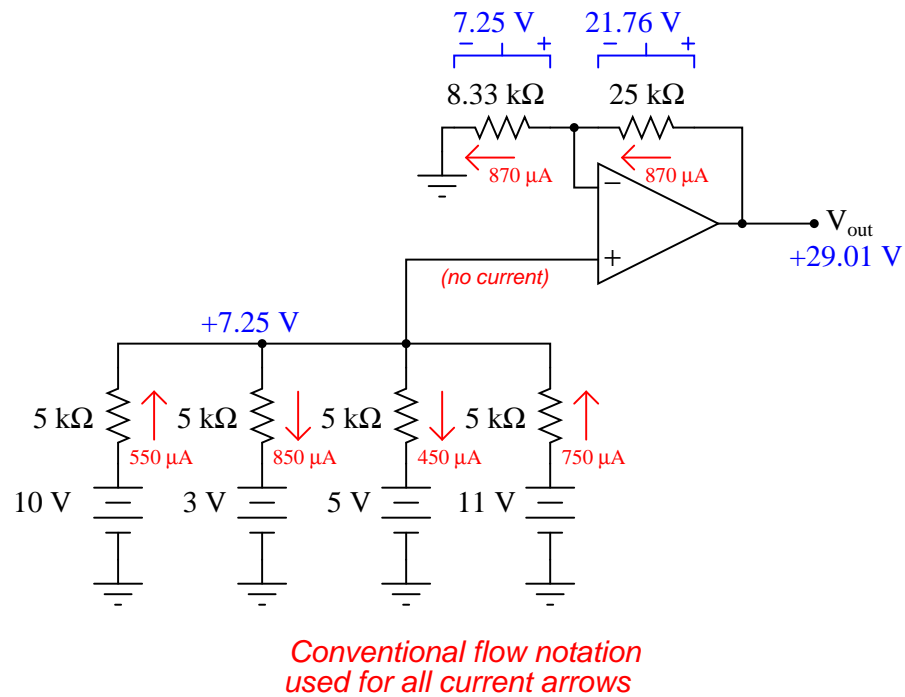 7.25 V 21.76 V
− + − +
8.33 kΩ 25 kΩ
870 μA 870 μA
−
V_out
+
+29.01 V
(no current)
+7.25 V
5 kΩ 5 kΩ 5 kΩ 5 kΩ
550 μA 850 μA 450 μA 750 μA
10 V 3 V 5 V 11 V
Conventional flow notation
used for all current arrows